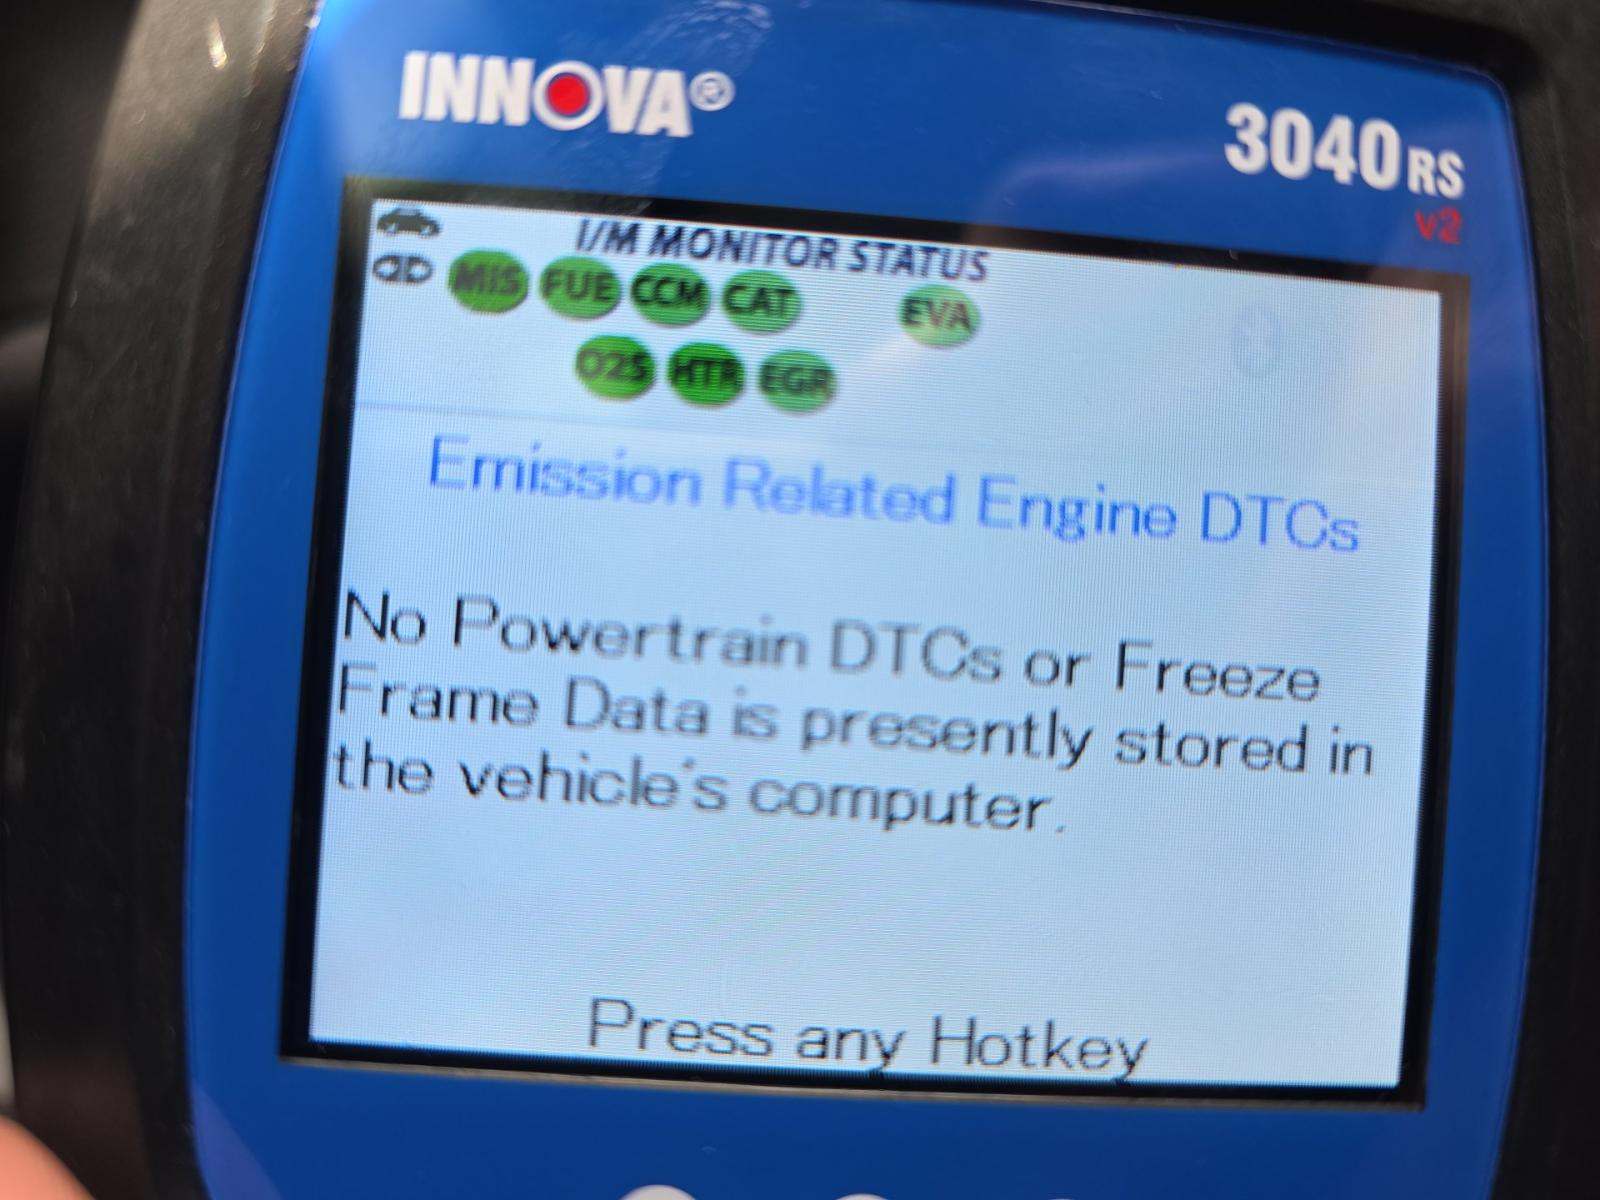 INNOVA®
3040RS
v2
I/M MONITOR STATUS
MIS FUE CCM CAT EVA
O2S HTR EGR
Emission Related Engine DTCs
No Powertrain DTCs or Freeze
Frame Data is presently stored in
the vehicle's computer.
Press any Hotkey